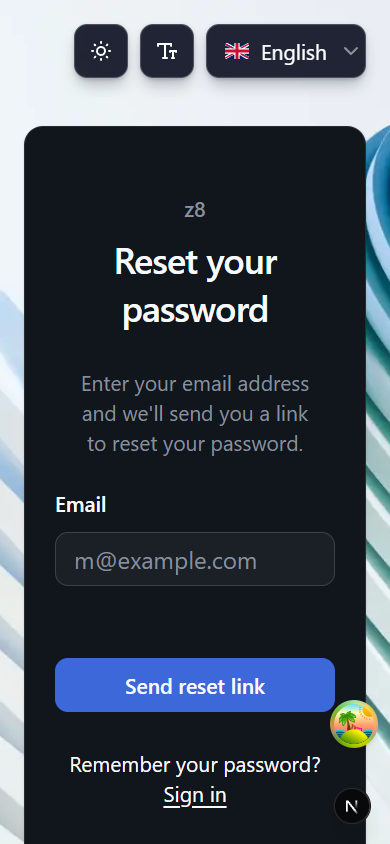 English
z8
Reset your
password
Enter your email address
and we'll send you a link
to reset your password.
Email
m@example.com
Send reset link
Remember your password?
Sign in
N